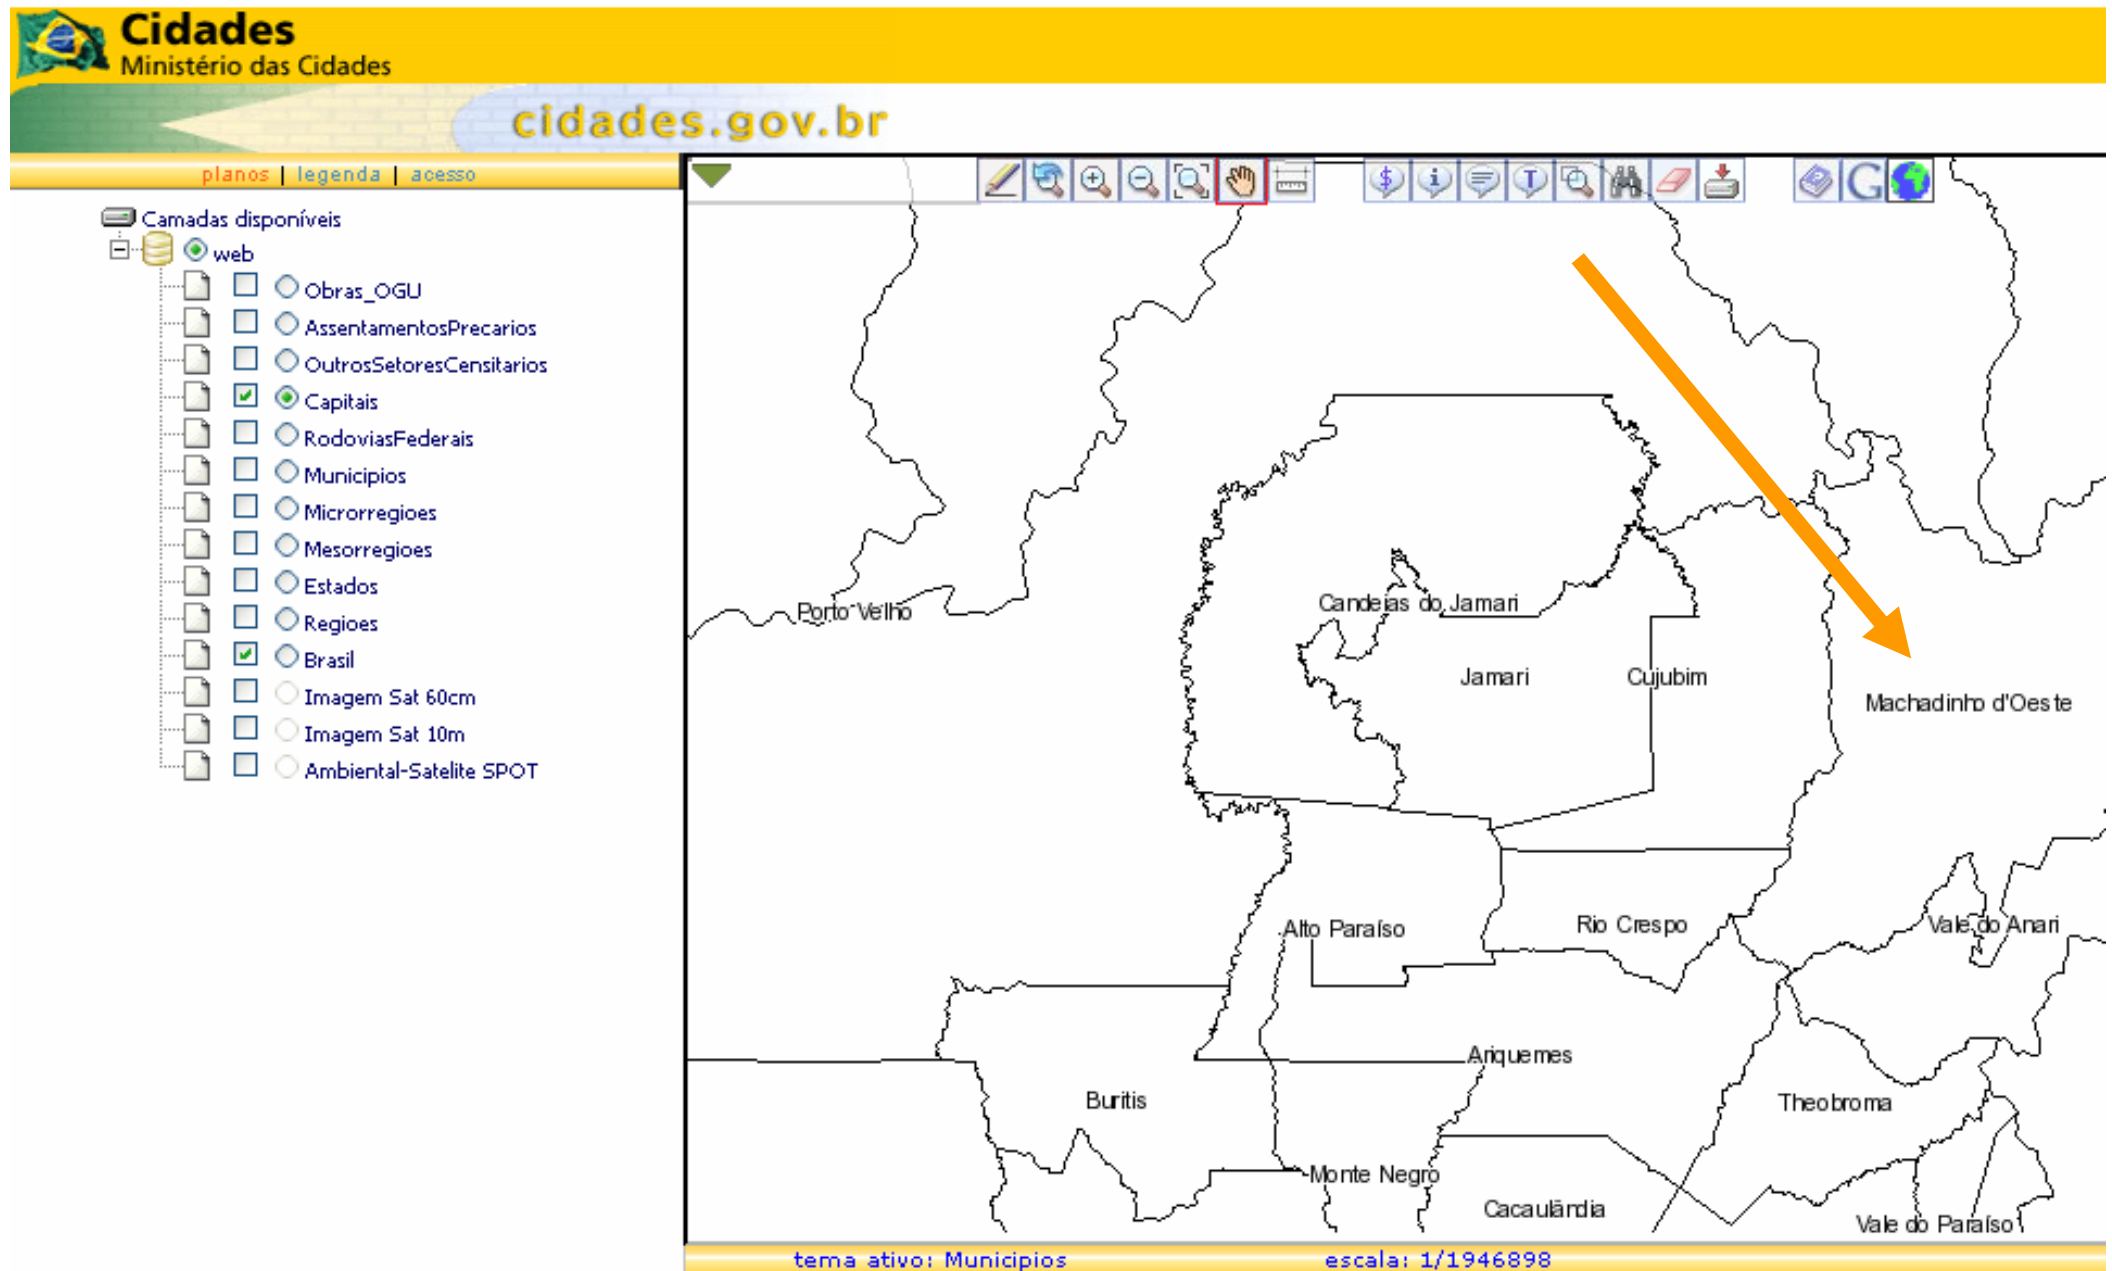 Cidades
Ministério das Cidades
cidades.gov.br
planos | legenda | acesso
Camadas disponíveis
web
Obras_OGU
AssentamentosPrecarios
OutrosSetoresCensitarios
Capitais
RodoviasFederais
Municipios
Microrregioes
Mesorregioes
Estados
Regioes
Brasil
Imagem Sat 60cm
Imagem Sat 10m
Ambiental-Satelite SPOT
$ i T G
Porto Velho
Candeias do Jamari
Jamari
Cujubim
Machadinho d'Oeste
Alto Paraíso
Rio Crespo
Vale do Anari
Ariquemes
Buritis
Theobroma
Monte Negro
Cacaulândia
Vale do Paraíso
tema ativo: Municipios
escala: 1/1946898